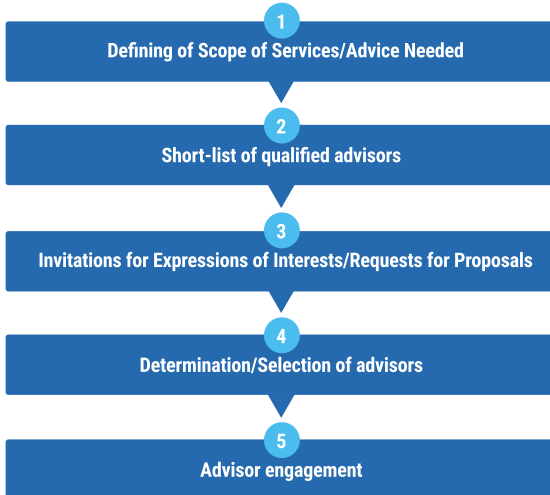 1
Defining of Scope of Services/Advice Needed
2
Short-list of qualified advisors
3
Invitations for Expressions of Interests/Requests for Proposals
4
Determination/Selection of advisors
5
Advisor engagement